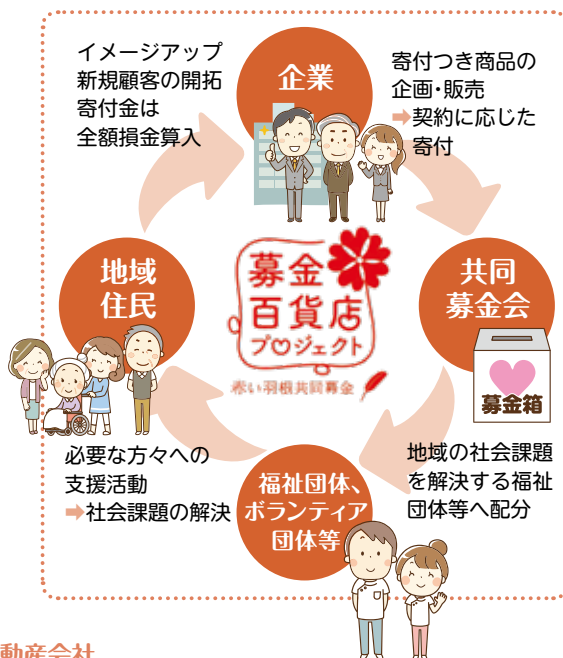 イメージアップ
新規顧客の開拓
寄付金は
全額損金算入
企業
寄付つき商品の
企画・販売
➡契約に応じた
寄付
地域
住民
募金
百貨店
プロジェクト
赤い羽根共同募金
共同
募金会
募金箱
必要な方々への
支援活動
➡社会課題の解決
福祉団体、
ボランティア
団体等
地域の社会課題
を解決する福祉
団体等へ配分
動産会社